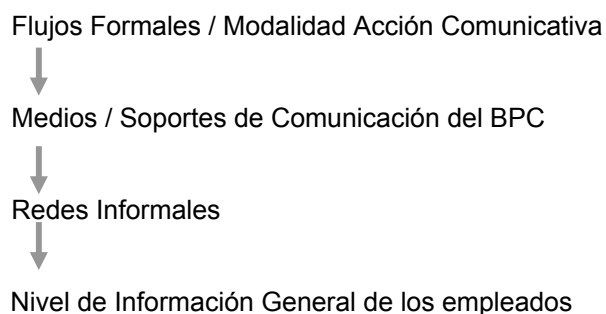 Flujos Formales / Modalidad Acción Comunicativa
Medios / Soportes de Comunicación del BPC
Redes Informales
Nivel de Información General de los empleados